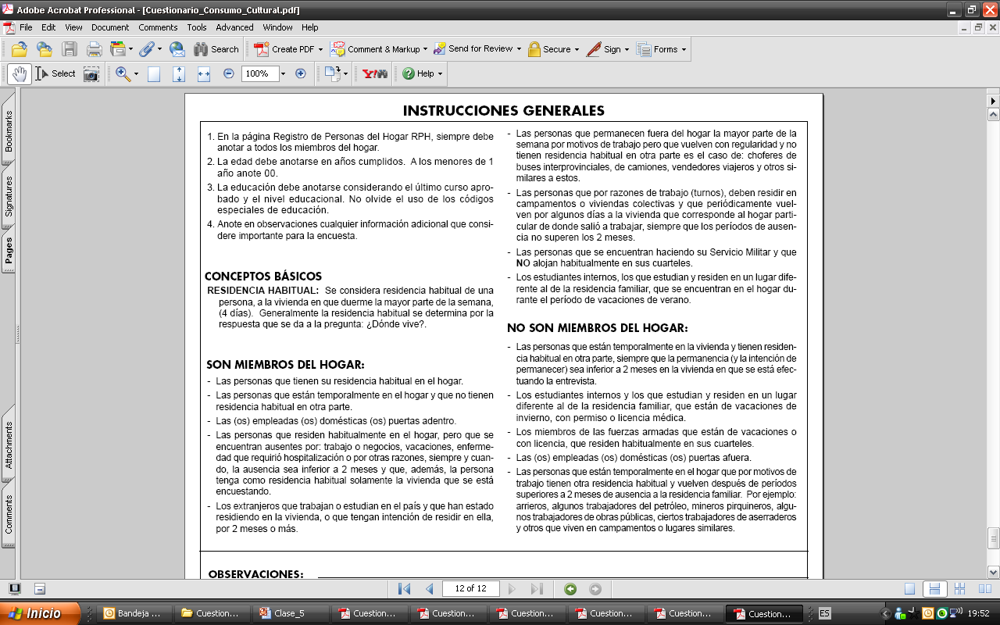 Adobe Acrobat Professional - [Cuestionario_Consumo_Cultural.pdf]
File Edit View Document Comments Tools Advanced Window Help
Search Create PDF Comment & Markup Send for Review Secure Sign Forms
Select 100% Y! Help
Bookmarks
Signatures
Pages
Attachments
Comments
INSTRUCCIONES GENERALES
1. En la página Registro de Personas del Hogar RPH, siempre debe
anotar a todos los miembros del hogar.
2. La edad debe anotarse en años cumplidos. A los menores de 1
año anote 00.
3. La educación debe anotarse considerando el último curso apro-
bado y el nivel educacional. No olvide el uso de los códigos
especiales de educación.
4. Anote en observaciones cualquier información adicional que consi-
dere importante para la encuesta.
CONCEPTOS BÁSICOS
RESIDENCIA HABITUAL: Se considera residencia habitual de una
persona, a la vivienda en que duerme la mayor parte de la semana,
(4 días). Generalmente la residencia habitual se determina por la
respuesta que se da a la pregunta: ¿Dónde vive?.
SON MIEMBROS DEL HOGAR:
- Las personas que tienen su residencia habitual en el hogar.
- Las personas que están temporalmente en el hogar y que no tienen
residencia habitual en otra parte.
- Las (os) empleadas (os) domésticas (os) puertas adentro.
- Las personas que residen habitualmente en el hogar, pero que se
encuentran ausentes por: trabajo o negocios, vacaciones, enferme-
dad que requirió hospitalización o por otras razones, siempre y cuan-
do, la ausencia sea inferior a 2 meses y que, además, la persona
tenga como residencia habitual solamente la vivienda que se está
encuestando.
- Los extranjeros que trabajan o estudian en el país y que han estado
residiendo en la vivienda, o que tengan intención de residir en ella,
por 2 meses o más.
- Las personas que permanecen fuera del hogar la mayor parte de la
semana por motivos de trabajo pero que vuelven con regularidad y no
tienen residencia habitual en otra parte es el caso de: choferes de
buses interprovinciales, de camiones, vendedores viajeros y otros si-
milares a estos.
- Las personas que por razones de trabajo (turnos), deben residir en
campamentos o viviendas colectivas y que periódicamente vuel-
ven por algunos días a la vivienda que corresponde al hogar parti-
cular de donde salió a trabajar, siempre que los períodos de ausen-
cia no superen los 2 meses.
- Las personas que se encuentran haciendo su Servicio Militar y que
NO alojan habitualmente en sus cuarteles.
- Los estudiantes internos, los que estudian y residen en un lugar dife-
rente al de la residencia familiar, que se encuentran en el hogar du-
rante el período de vacaciones de verano.
NO SON MIEMBROS DEL HOGAR:
- Las personas que están temporalmente en la vivienda y tienen residen-
cia habitual en otra parte, siempre que la permanencia (y la intención de
permanecer) sea inferior a 2 meses en la vivienda en que se está efec-
tuando la entrevista.
- Los estudiantes internos y los que estudian y residen en un lugar
diferente al de la residencia familiar, que están de vacaciones de
invierno, con permiso o licencia médica.
- Los miembros de las fuerzas armadas que están de vacaciones o
con licencia, que residen habitualmente en sus cuarteles.
- Las (os) empleadas (os) domésticas (os) puertas afuera.
- Las personas que están temporalmente en el hogar que por motivos de
trabajo tienen otra residencia habitual y vuelven después de períodos
superiores a 2 meses de ausencia a la residencia familiar. Por ejemplo:
arrieros, algunos trabajadores del petróleo, mineros pirquineros, algu-
nos trabajadores de obras públicas, ciertos trabajadores de aserraderos
y otros que viven en campamentos o lugares similares.
OBSERVACIONES:
12 of 12
Inicio Bandeja ... Cuestion... Clase_5 Cuestion... Cuestion... Cuestion... Cuestion... Cuestion... Cuestion... ES 19:52